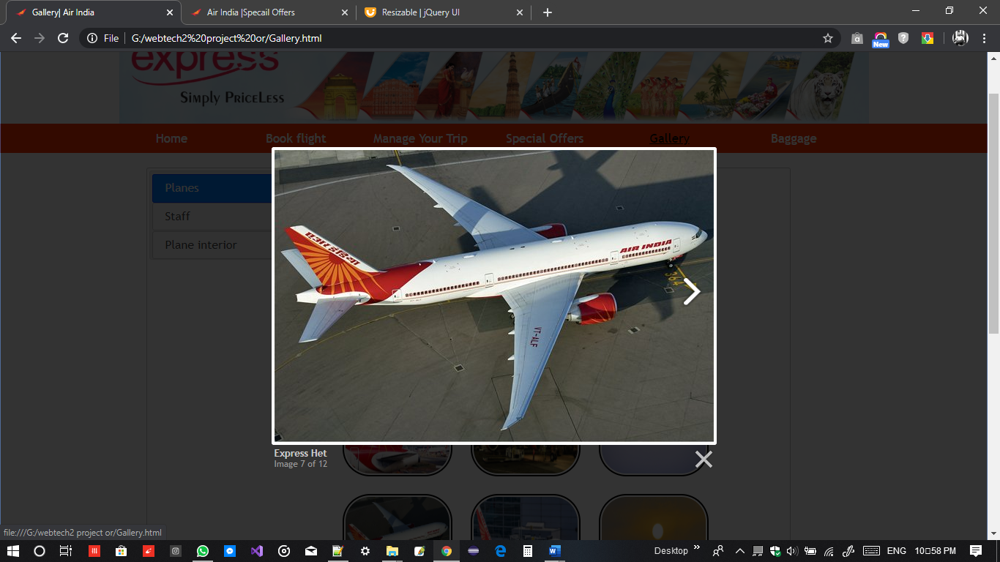 Gallery| Air India
Air India |Specail Offers
Resizable | jQuery UI
File
G:/webtech2%20project%20or/Gallery.html
New
express
Simply PriceLess
Home
Book flight
Manage Your Trip
Special Offers
Gallery
Baggage
Planes
Staff
Plane interior
AIR INDIA
364
VT-ALF
Express Het
Image 7 of 12
file:///G:/webtech2 project or/Gallery.html
Desktop
ENG
10▯58 PM